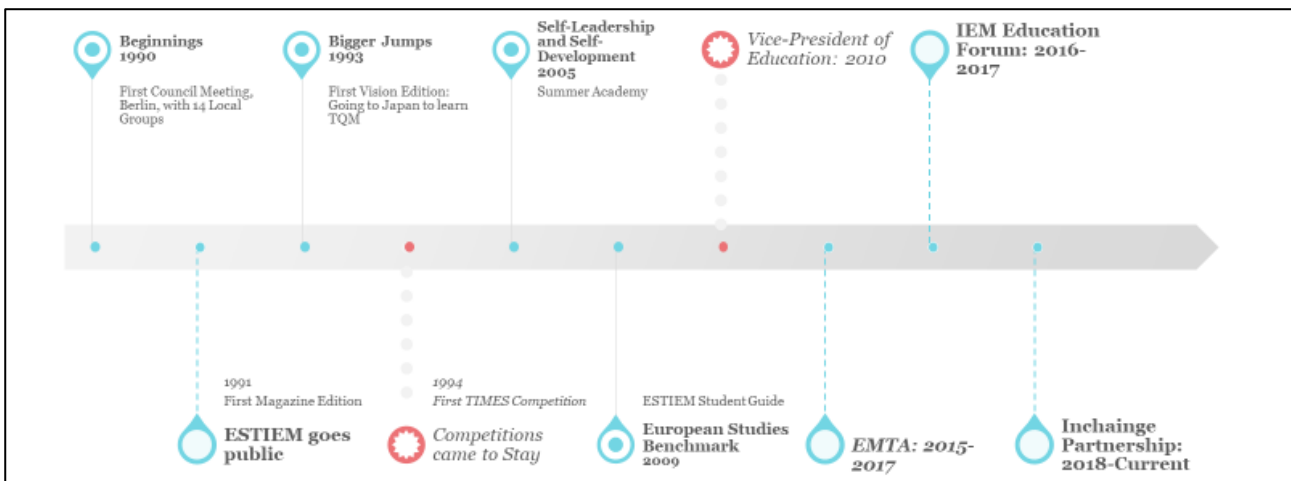 Beginnings
1990
First Council Meeting,
Berlin, with 14 Local
Groups
Bigger Jumps
1993
First Vision Edition:
Going to Japan to learn
TQM
Self-Leadership
and Self-
Development
2005
Summer Academy
Vice-President of
Education: 2010
IEM Education
Forum: 2016-
2017
1991
First Magazine Edition
ESTIEM goes
public
1994
First TIMES Competition
Competitions
came to Stay
ESTIEM Student Guide
European Studies
Benchmark
2009
EMTA: 2015-
2017
Inchainge
Partnership:
2018-Current